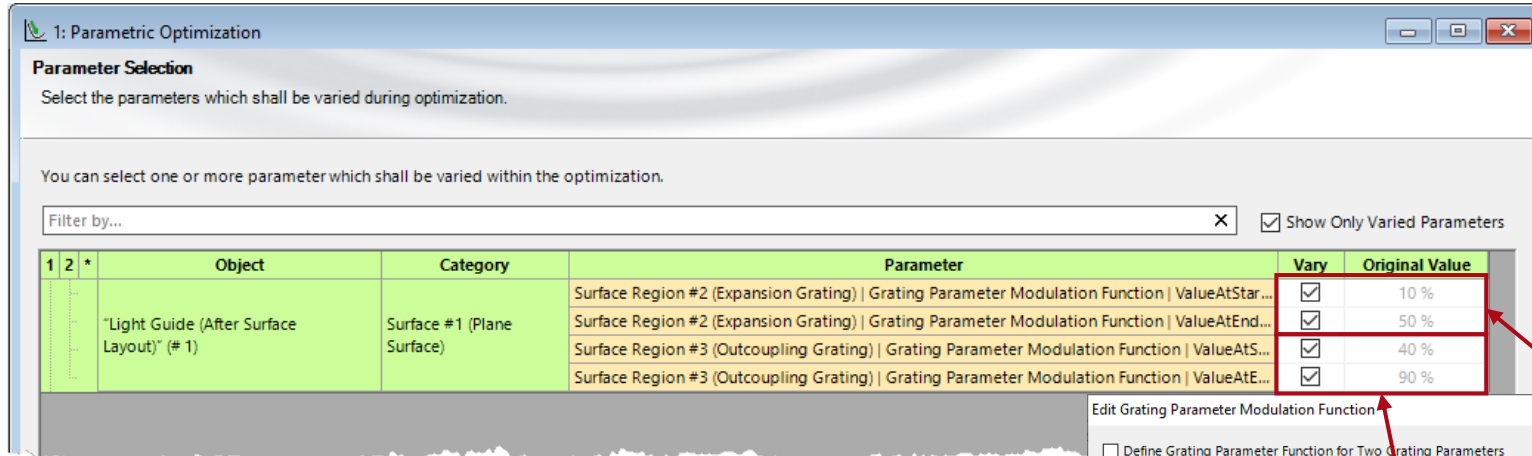 1: Parametric Optimization
Parameter Selection
Select the parameters which shall be varied during optimization.
You can select one or more parameter which shall be varied within the optimization.
Filter by...
Show Only Varied Parameters
1 2 * Object Category Parameter Vary Original Value
"Light Guide (After Surface Layout)" (# 1)
Surface #1 (Plane Surface)
Surface Region #2 (Expansion Grating) | Grating Parameter Modulation Function | ValueAtStar... 10 %
Surface Region #2 (Expansion Grating) | Grating Parameter Modulation Function | ValueAtEnd... 50 %
Surface Region #3 (Outcoupling Grating) | Grating Parameter Modulation Function | ValueAtS... 40 %
Surface Region #3 (Outcoupling Grating) | Grating Parameter Modulation Function | ValueAtE... 90 %
Edit Grating Parameter Modulation Function
Define Grating Parameter Function for Two Grating Parameters